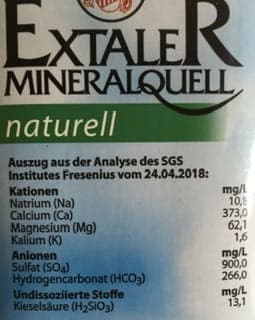 EXTALER
MINERALQUELL
naturell
Auszug aus der Analyse des SGS
Institutes Fresenius vom 24.04.2018:
Kationen mg/L
Natrium (Na)
Calcium (Ca) 373,0
Magnesium (Mg) 62,1
Kalium (K) 1,6
Anionen mg/L
Sulfat (SO₄) 900,0
Hydrogencarbonat (HCO₃) 266,0
Undissoziierte Stoffe mg/L
Kieselsäure (H₂SiO₃) 13,1